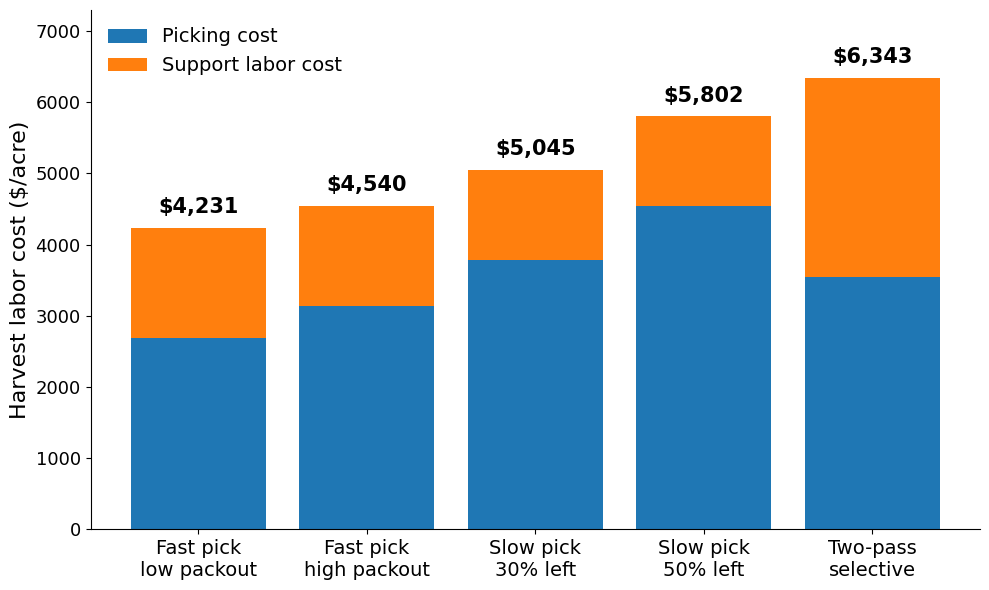 Harvest labor cost ($/acre)
7000
6000
5000
4000
3000
2000
1000
0
Picking cost
Support labor cost
$4,231
$4,540
$5,045
$5,802
$6,343
Fast pick
low packout
Fast pick
high packout
Slow pick
30% left
Slow pick
50% left
Two-pass
selective